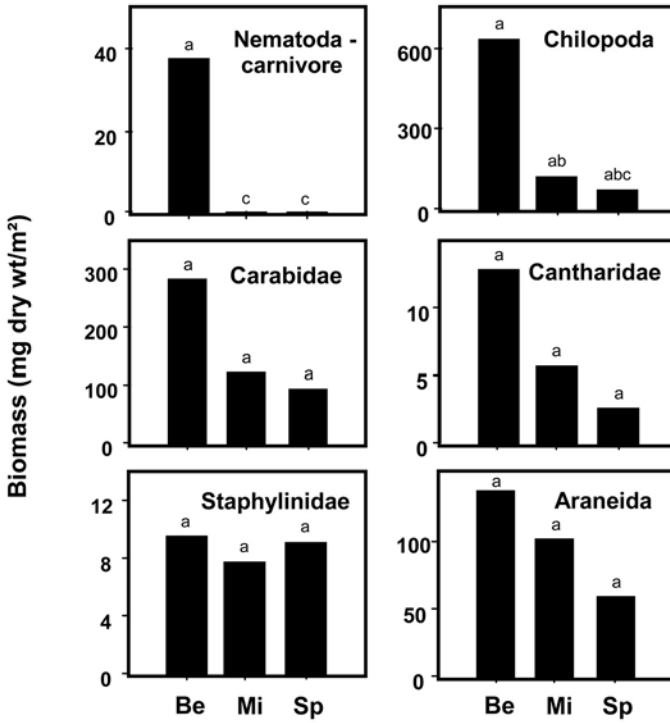 Biomass (mg dry wt/m²)
Nematoda -
carnivore
40
20
0
a
c
c
Chilopoda
600
300
0
a
ab
abc
Carabidae
300
200
100
0
a
a
a
Cantharidae
10
5
0
a
a
a
Staphylinidae
12
8
4
0
a
a
a
Be Mi Sp
Araneida
100
50
0
a
a
a
Be Mi Sp